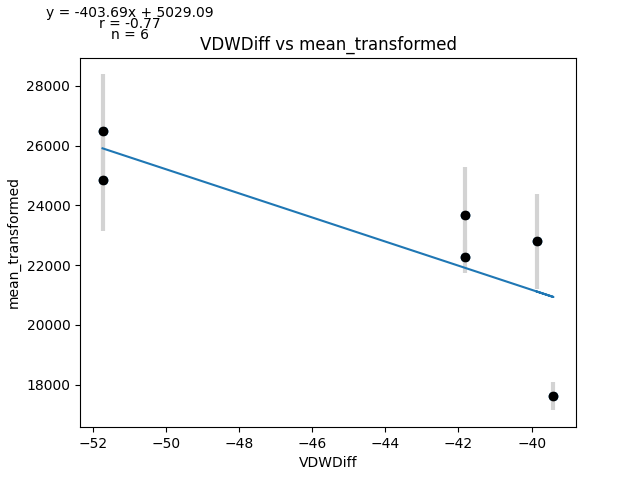 y = -403.69x + 5029.09
r = -0.77
n = 6
VDWDiff vs mean_transformed
mean_transformed
28000
26000
24000
22000
20000
18000
−52
−50
−48
−46
−44
−42
−40
VDWDiff